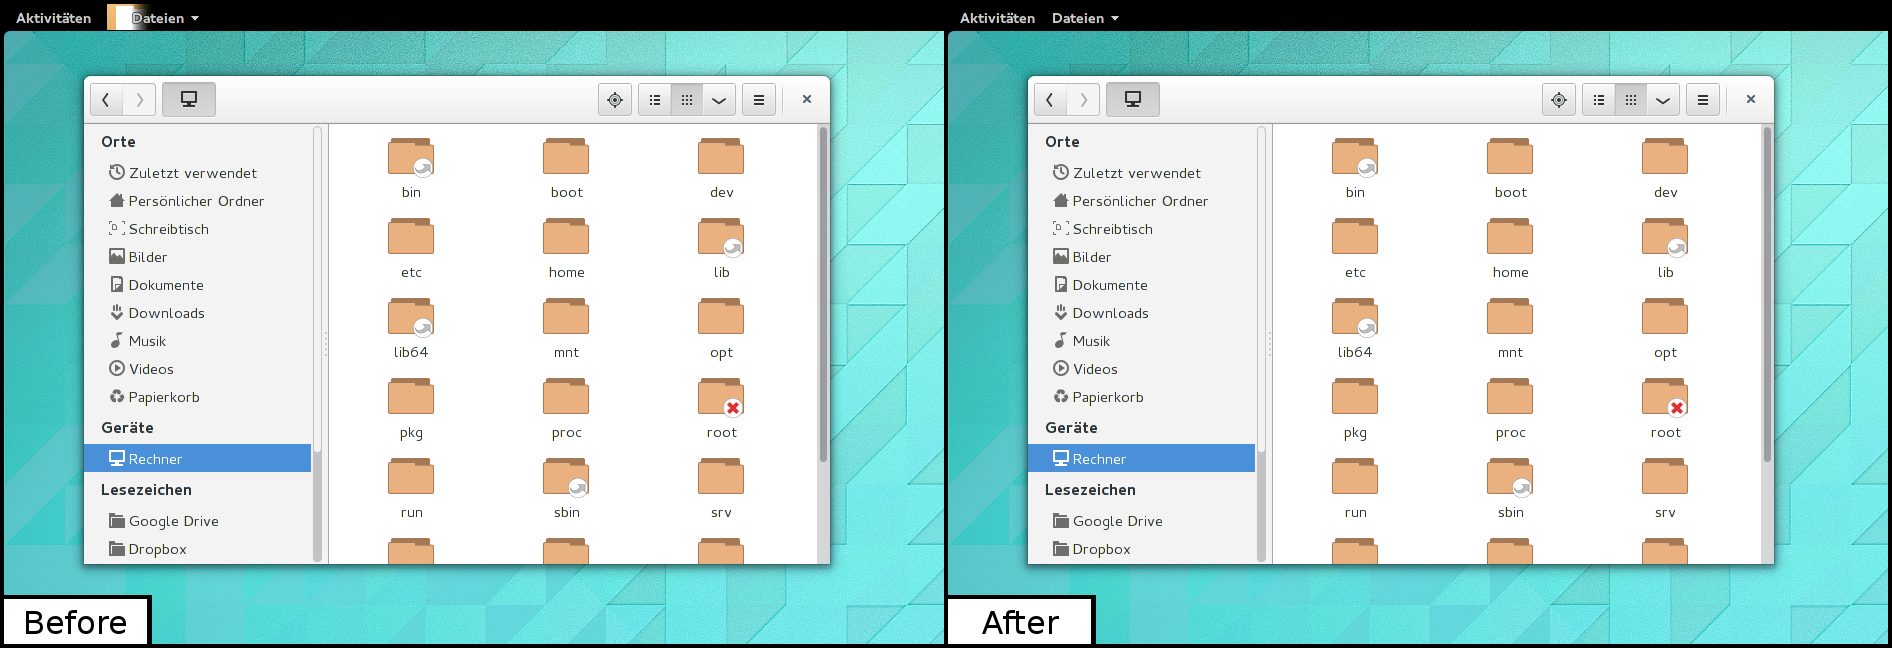 Aktivitäten Dateien
Orte
Zuletzt verwendet
Persönlicher Ordner
Schreibtisch
Bilder
Dokumente
Downloads
Musik
Videos
Papierkorb
Geräte
Rechner
Lesezeichen
Google Drive
Dropbox
bin boot dev
etc home lib
lib64 mnt opt
pkg proc root
run sbin srv
Before
Aktivitäten Dateien
Orte
Zuletzt verwendet
Persönlicher Ordner
Schreibtisch
Bilder
Dokumente
Downloads
Musik
Videos
Papierkorb
Geräte
Rechner
Lesezeichen
Google Drive
Dropbox
bin boot dev
etc home lib
lib64 mnt opt
pkg proc root
run sbin srv
After